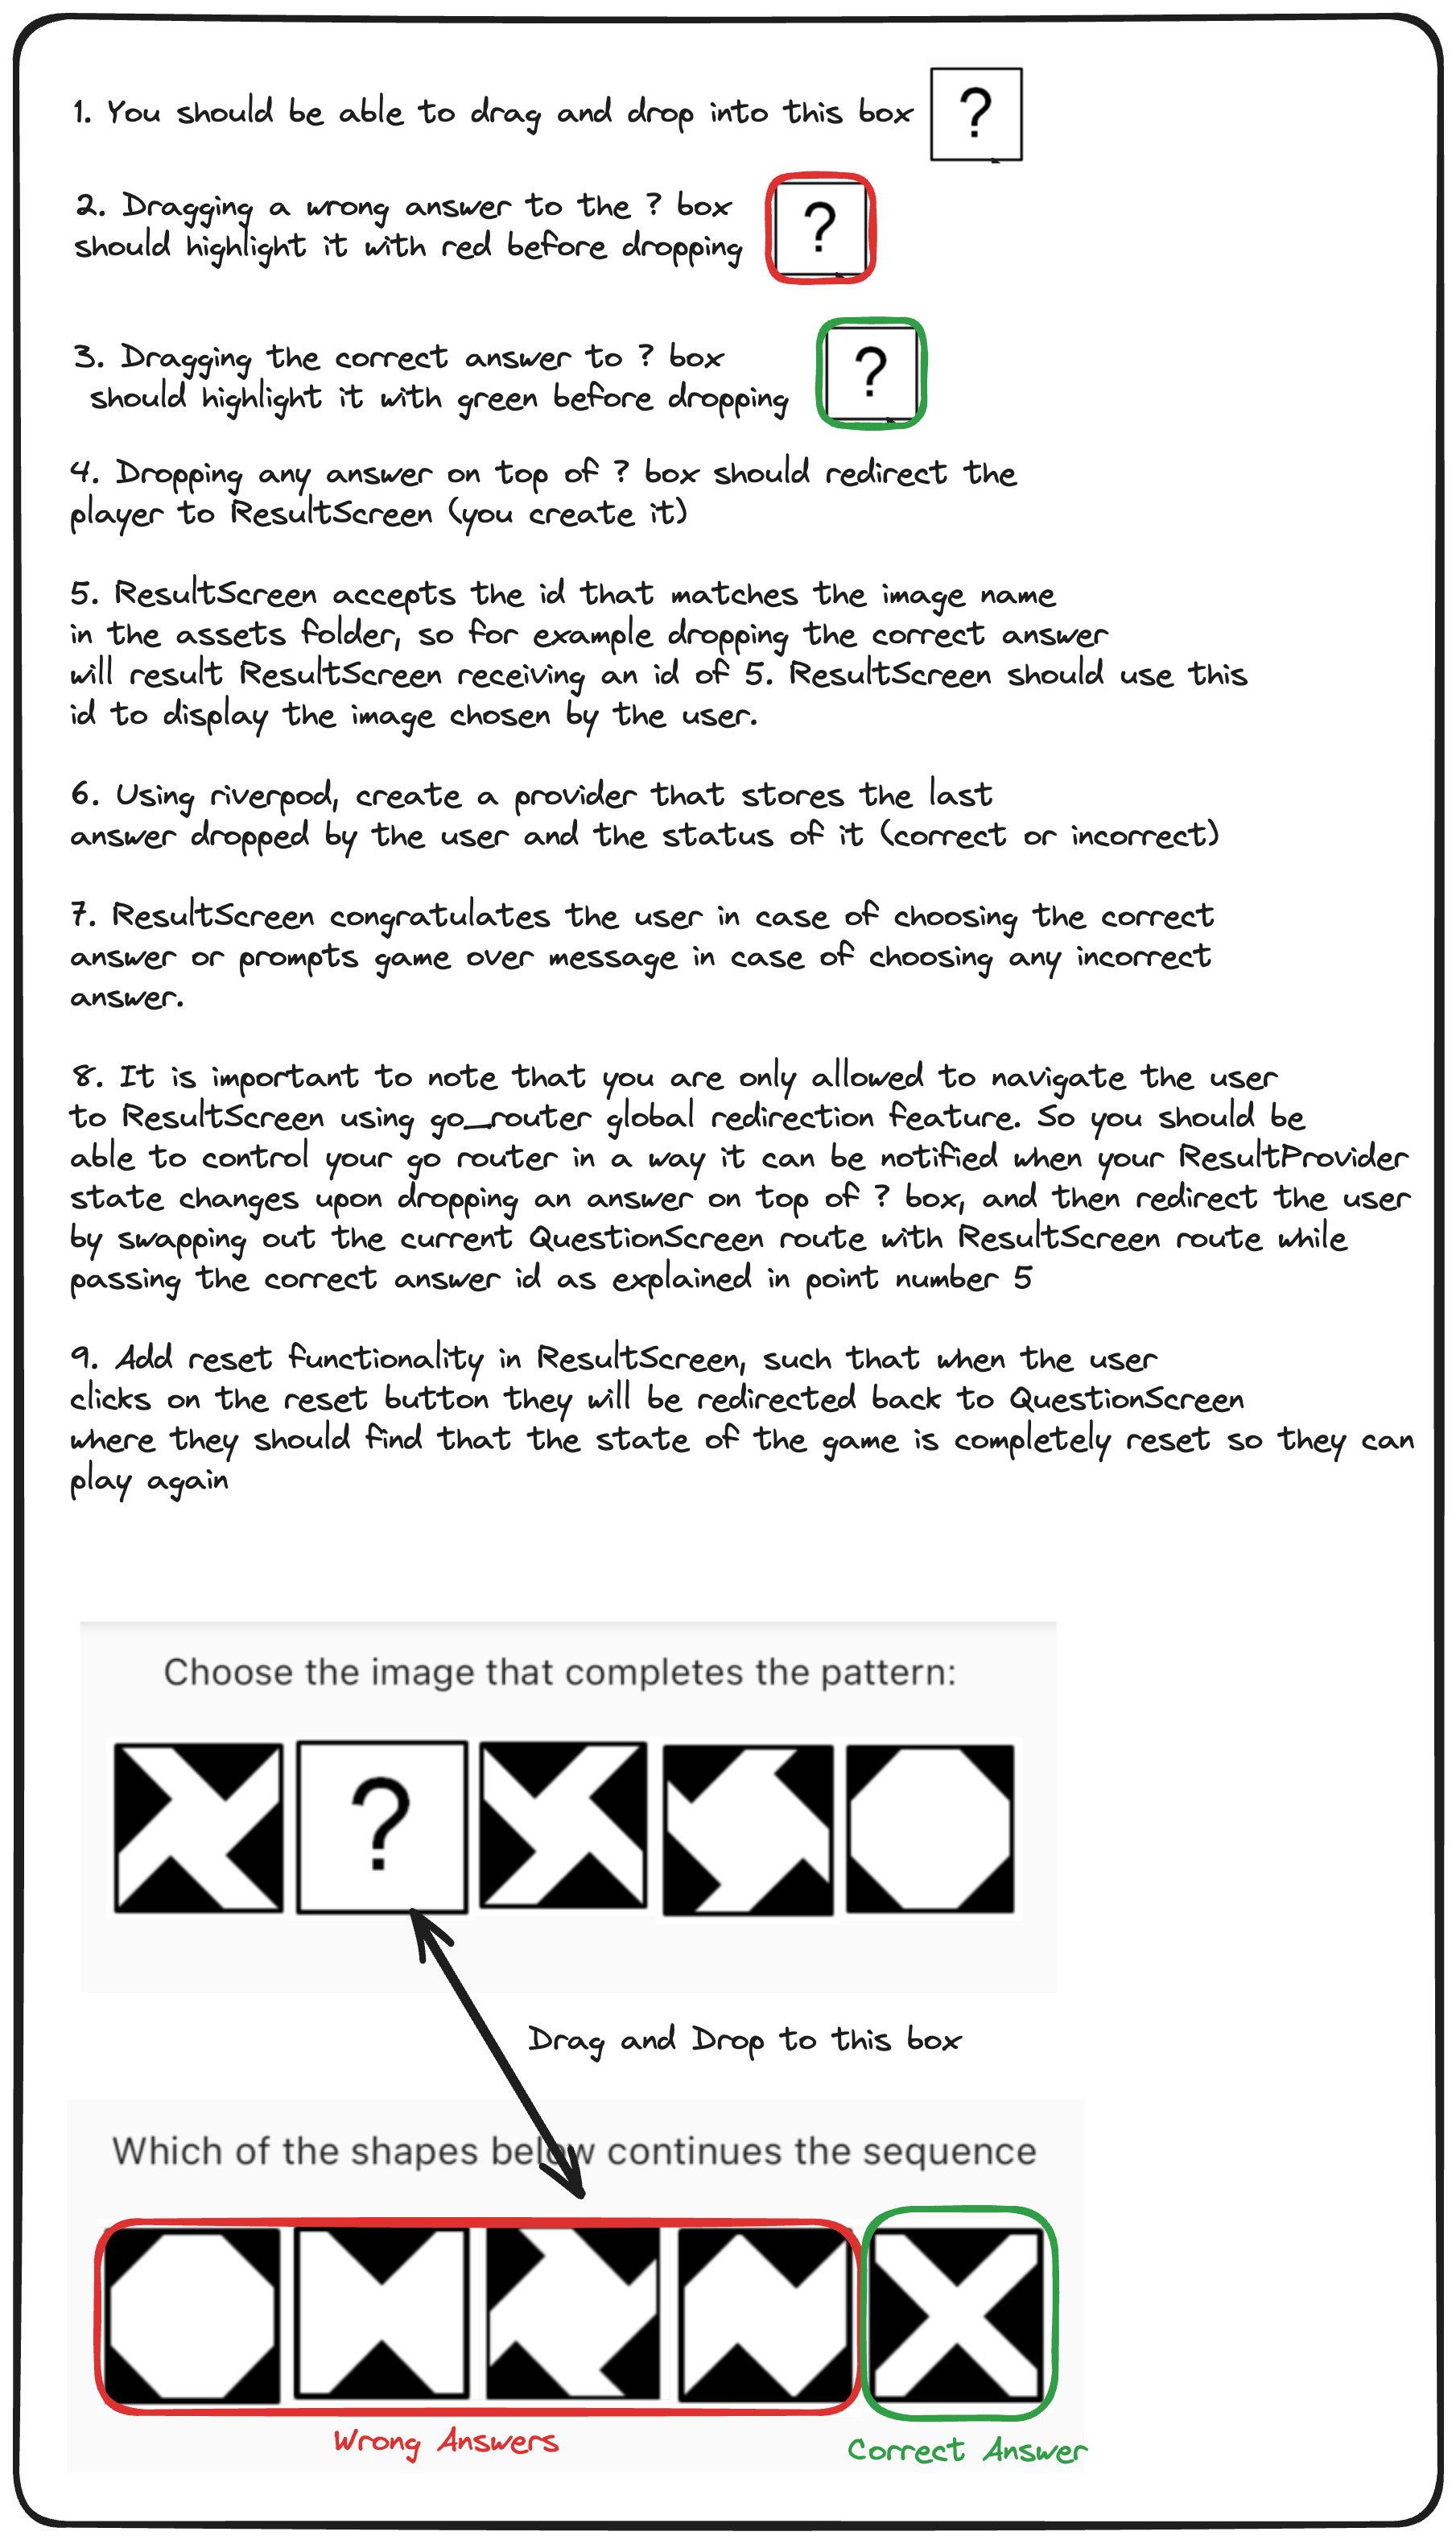 1. You should be able to drag and drop into this box ?
2. Dragging a wrong answer to the ? box
should highlight it with red before dropping ?
3. Dragging the correct answer to ? box
should highlight it with green before dropping ?
4. Dropping any answer on top of ? box should redirect the
player to ResultScreen (you create it)
5. ResultScreen accepts the id that matches the image name
in the assets folder, so for example dropping the correct answer
will result ResultScreen receiving an id of 5. ResultScreen should use this
id to display the image chosen by the user.
6. Using riverpod, create a provider that stores the last
answer dropped by the user and the status of it (correct or incorrect)
7. ResultScreen congratulates the user in case of choosing the correct
answer or prompts game over message in case of choosing any incorrect
answer.
8. It is important to note that you are only allowed to navigate the user
to ResultScreen using go_router global redirection feature. So you should be
able to control your go router in a way it can be notified when your ResultProvider
state changes upon dropping an answer on top of ? box, and then redirect the user
by swapping out the current QuestionScreen route with ResultScreen route while
passing the correct answer id as explained in point number 5
9. Add reset functionality in ResultScreen, such that when the user
clicks on the reset button they will be redirected back to QuestionScreen
where they should find that the state of the game is completely reset so they can
play again
Choose the image that completes the pattern:
?
Drag and Drop to this box
Which of the shapes below continues the sequence
Wrong Answers
Correct Answer